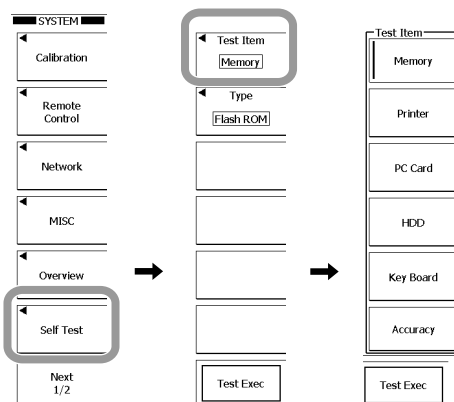 SYSTEM
Calibration
Remote
Control
Network
MISC
Overview
Self Test
Next
1/2
Test Item
Memory
Type
Flash ROM
Test Exec
Test Item
Memory
Printer
PC Card
HDD
Key Board
Accuracy
Test Exec